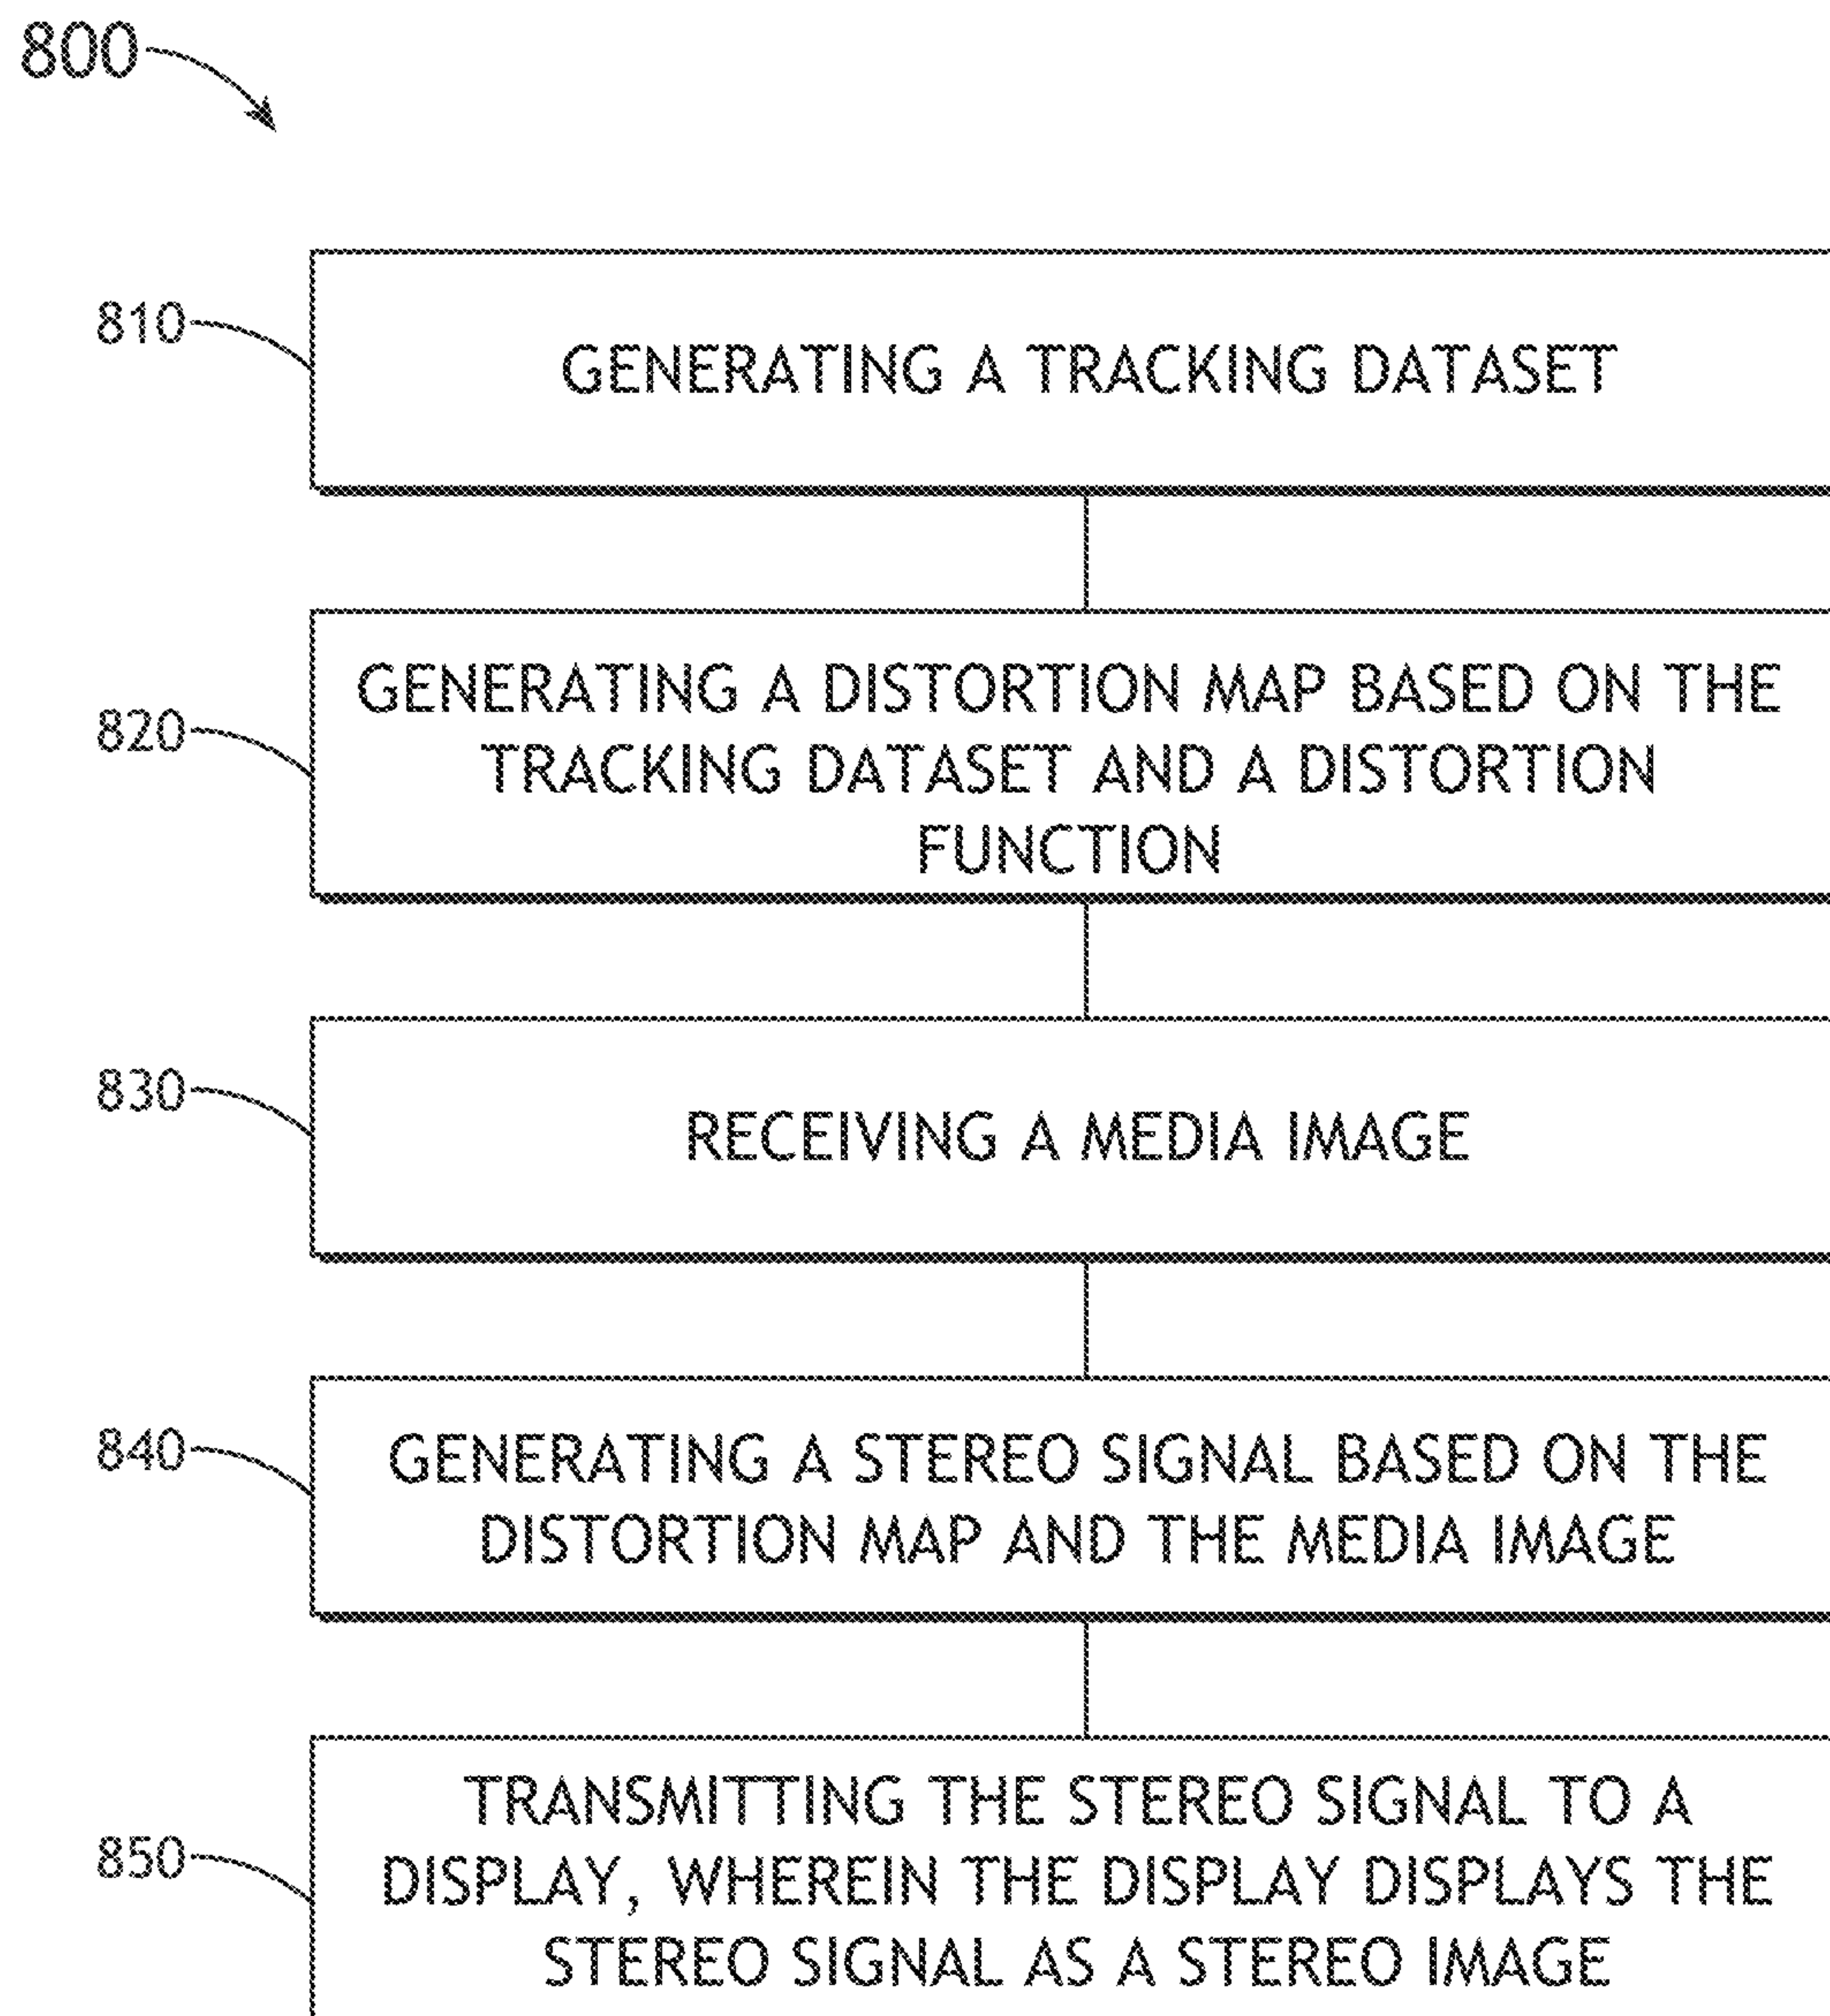 800
810
GENERATING A TRACKING DATASET
820
GENERATING A DISTORTION MAP BASED ON THE
TRACKING DATASET AND A DISTORTION
FUNCTION
830
RECEIVING A MEDIA IMAGE
840
GENERATING A STEREO SIGNAL BASED ON THE
DISTORTION MAP AND THE MEDIA IMAGE
850
TRANSMITTING THE STEREO SIGNAL TO A
DISPLAY, WHEREIN THE DISPLAY DISPLAYS THE
STEREO SIGNAL AS A STEREO IMAGE